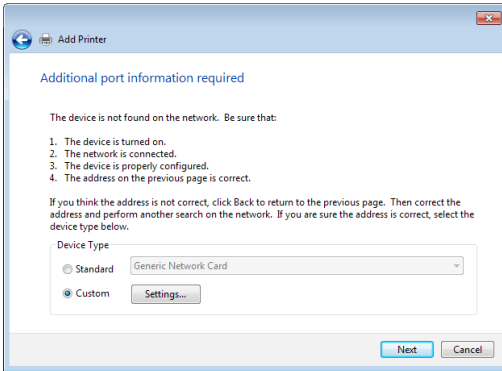 Add Printer
Additional port information required
The device is not found on the network.  Be sure that:
1.  The device is turned on.
2.  The network is connected.
3.  The device is properly configured.
4.  The address on the previous page is correct.
If you think the address is not correct, click Back to return to the previous page.  Then correct the
address and perform another search on the network.  If you are sure the address is correct, select the
device type below.
Device Type
Standard
Generic Network Card
Custom
Settings...
Next
Cancel